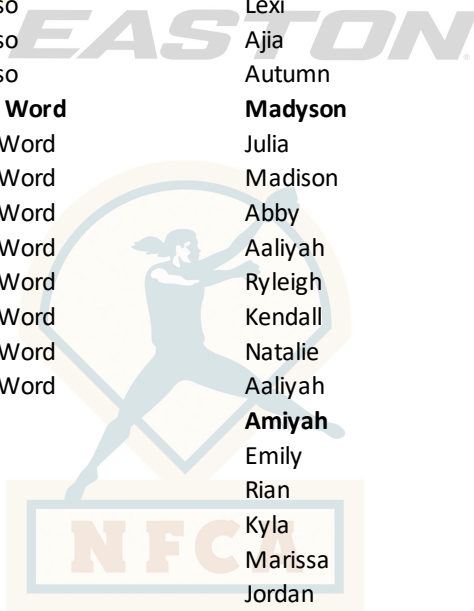 so Lexi
EASTON
so Ajia
so Autumn
Word Madyson
Word Julia
Word Madison
Word Abby
Word Aaliyah
Word Ryleigh
Word Kendall
Word Natalie
Word Aaliyah
Amiyah
Emily
Rian
Kyla
NFCA
Marissa
Jordan